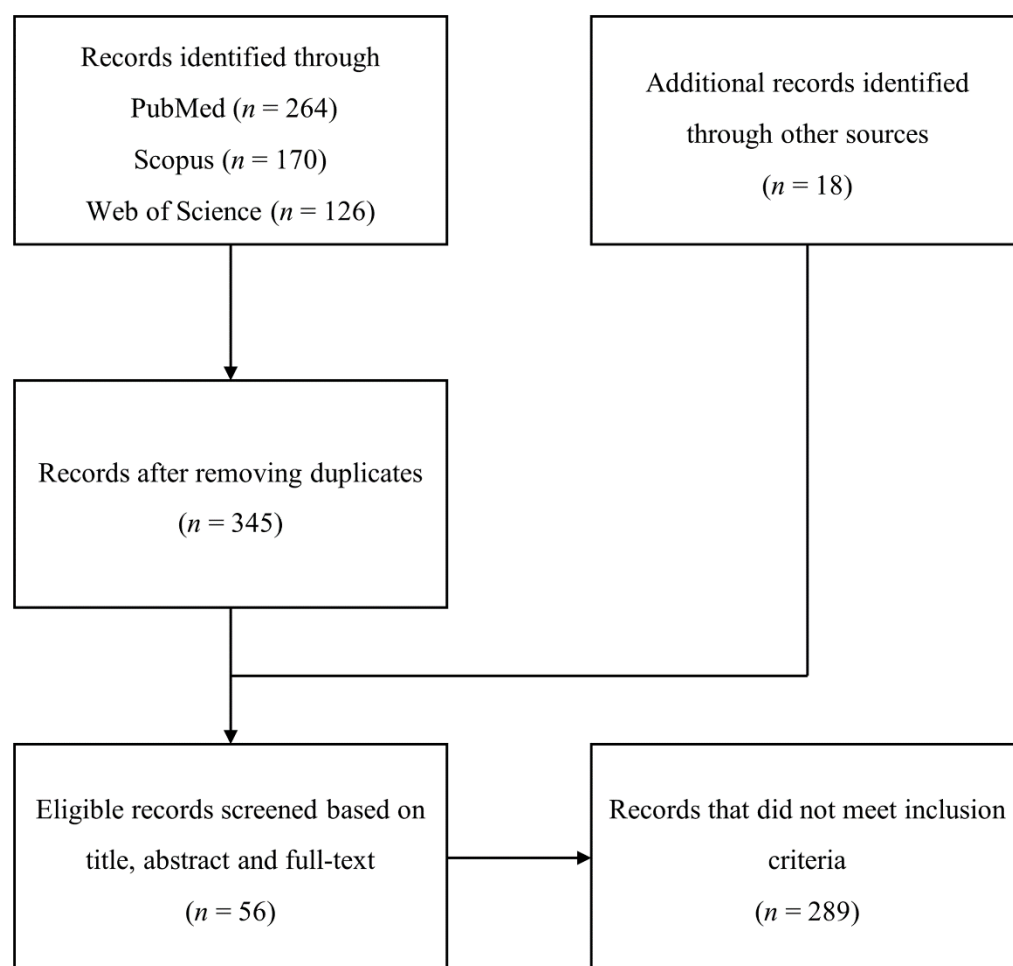 Records identified through
PubMed (n = 264)
Scopus (n = 170)
Web of Science (n = 126)
Additional records identified
through other sources
(n = 18)
Records after removing duplicates
(n = 345)
Eligible records screened based on
title, abstract and full-text
(n = 56)
Records that did not meet inclusion
criteria
(n = 289)